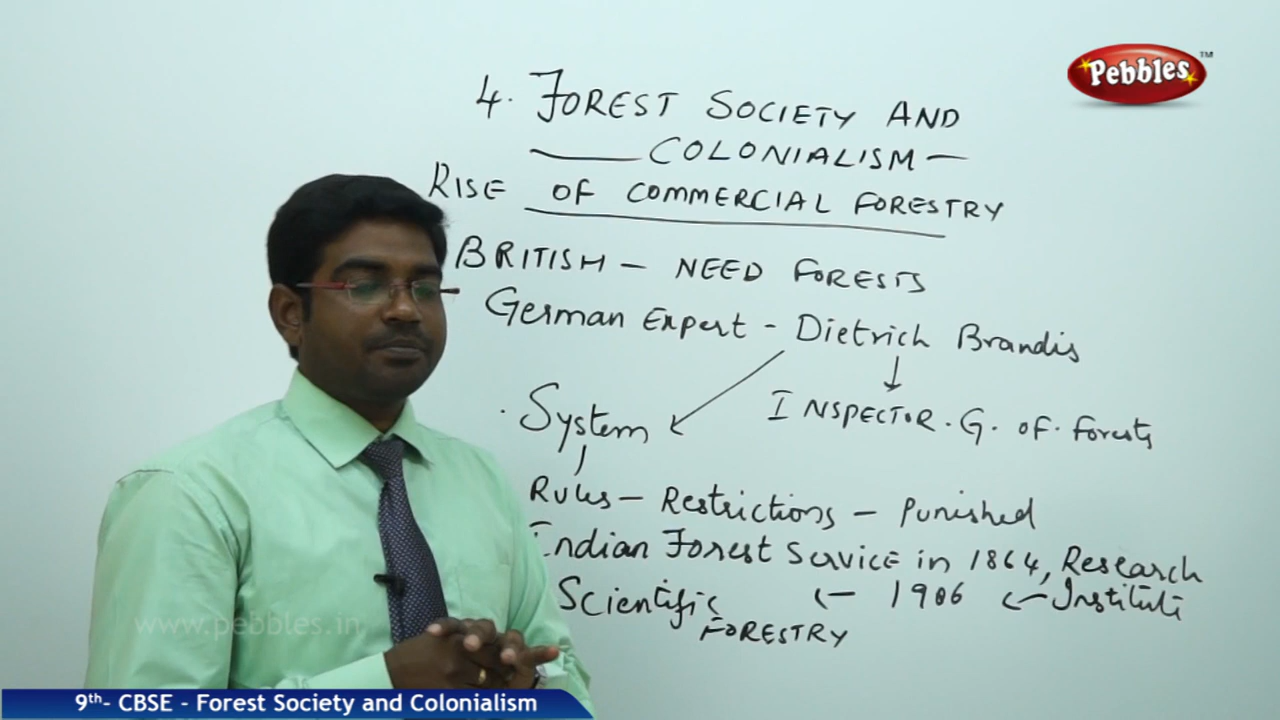 Pebbles™
4. FOREST SOCIETY AND
COLONIALISM
RISE OF COMMERCIAL FORESTRY
BRITISH - NEED FORESTS
German Expert - Dietrich Brandis
System
INSPECTOR. G. of. forests
Rules - Restrictions - Punished
Indian Forest Service in 1864, Research
Scientific ← 1906 ← Institute
FORESTRY
www.pebbles.in
9th- CBSE - Forest Society and Colonialism